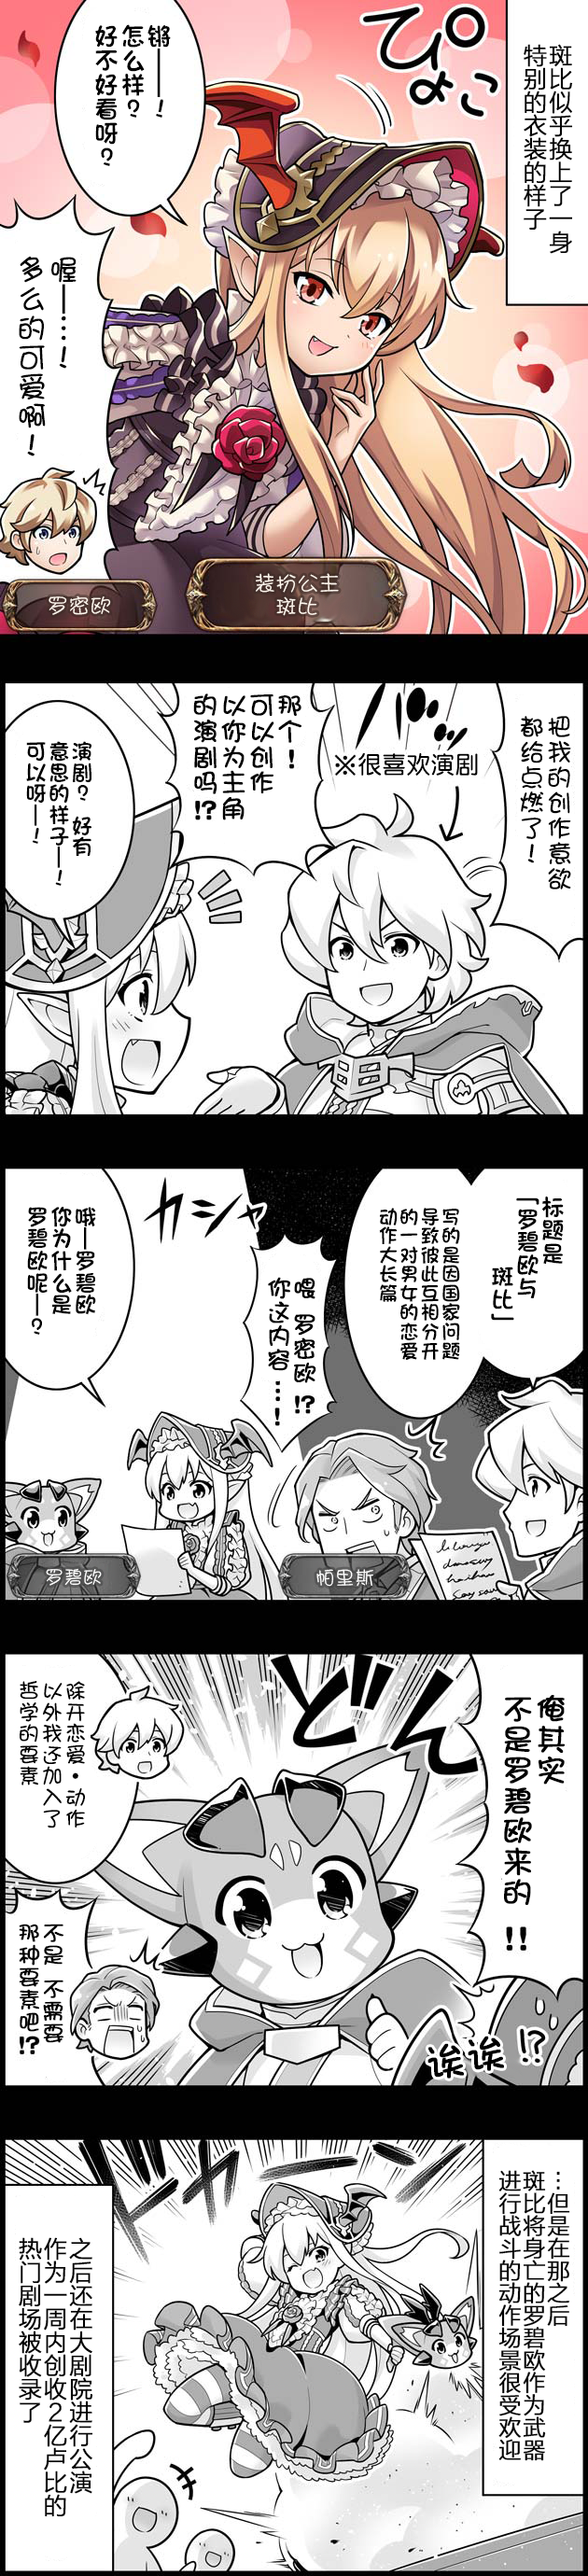 斑比似乎换上了一身
特别的衣装的样子
ぴょこ
锵——！
怎么样？
好不好看呀？
喔——…！
多么的可爱啊！
罗密欧
装扮公主
斑比
把我的创作意欲
都给点燃了！
※很喜欢演剧
那个！
可以创作
以你为主角
的演剧吗!?
演剧？ 好有
意思的样子—！
可以呀—！
标题是
「罗碧欧与
斑比」
写的是因国家问题
导致彼此互相分开
的一对男女的恋爱
动作大长篇
喂 罗密欧!?
你这内容…！
カシャ
哦—罗碧欧
你为什么是
罗碧欧呢—？
罗碧欧
帕里斯
俺其实
不是罗碧欧来的!!
どん
除开恋爱・动作
以外我还加入了
哲学的要素
不是 不需要
那种要素吧!?
诶诶!?
…但是在那之后
斑比将身亡的罗碧欧作为武器
进行战斗的动作场景很受欢迎
ドカーー
之后还在大剧院进行公演
作为一周内创收2亿卢比的
热门剧场被收录了